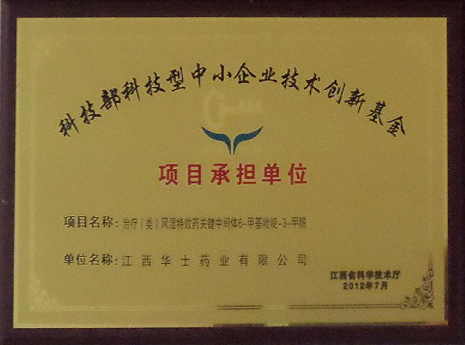 科技部科技型中小企业技术创新基金
项目承担单位
项目名称：治疗（类）风湿特效药关键中间体6-甲基吡啶-3-甲醛
单位名称：江西华士药业有限公司
江西省科学技术厅
2012年7月